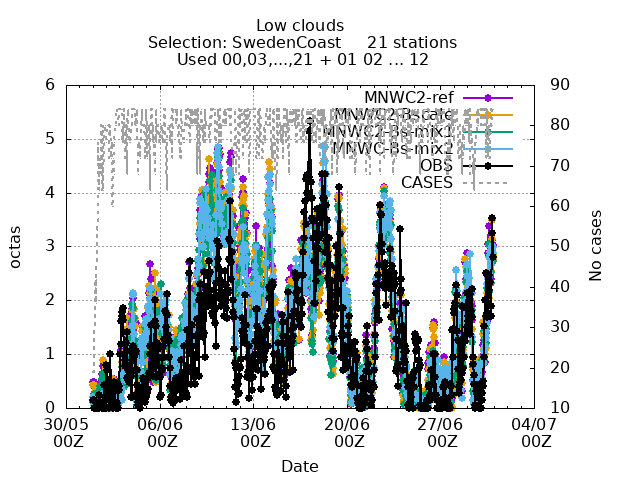 Low clouds
Selection: SwedenCoast 21 stations
Used 00,03,...,21 + 01 02 ... 12
6
5
4
3
2
1
0
octas
90
80
70
60
50
40
30
20
10
No cases
MNWC2-ref
MNWC2-Bscale
MNWC2-Bs-mix1
MNWC-Bs-mix2
OBS
CASES
30/05 06/06 13/06 20/06 27/06 04/07
00Z 00Z 00Z 00Z 00Z 00Z
Date